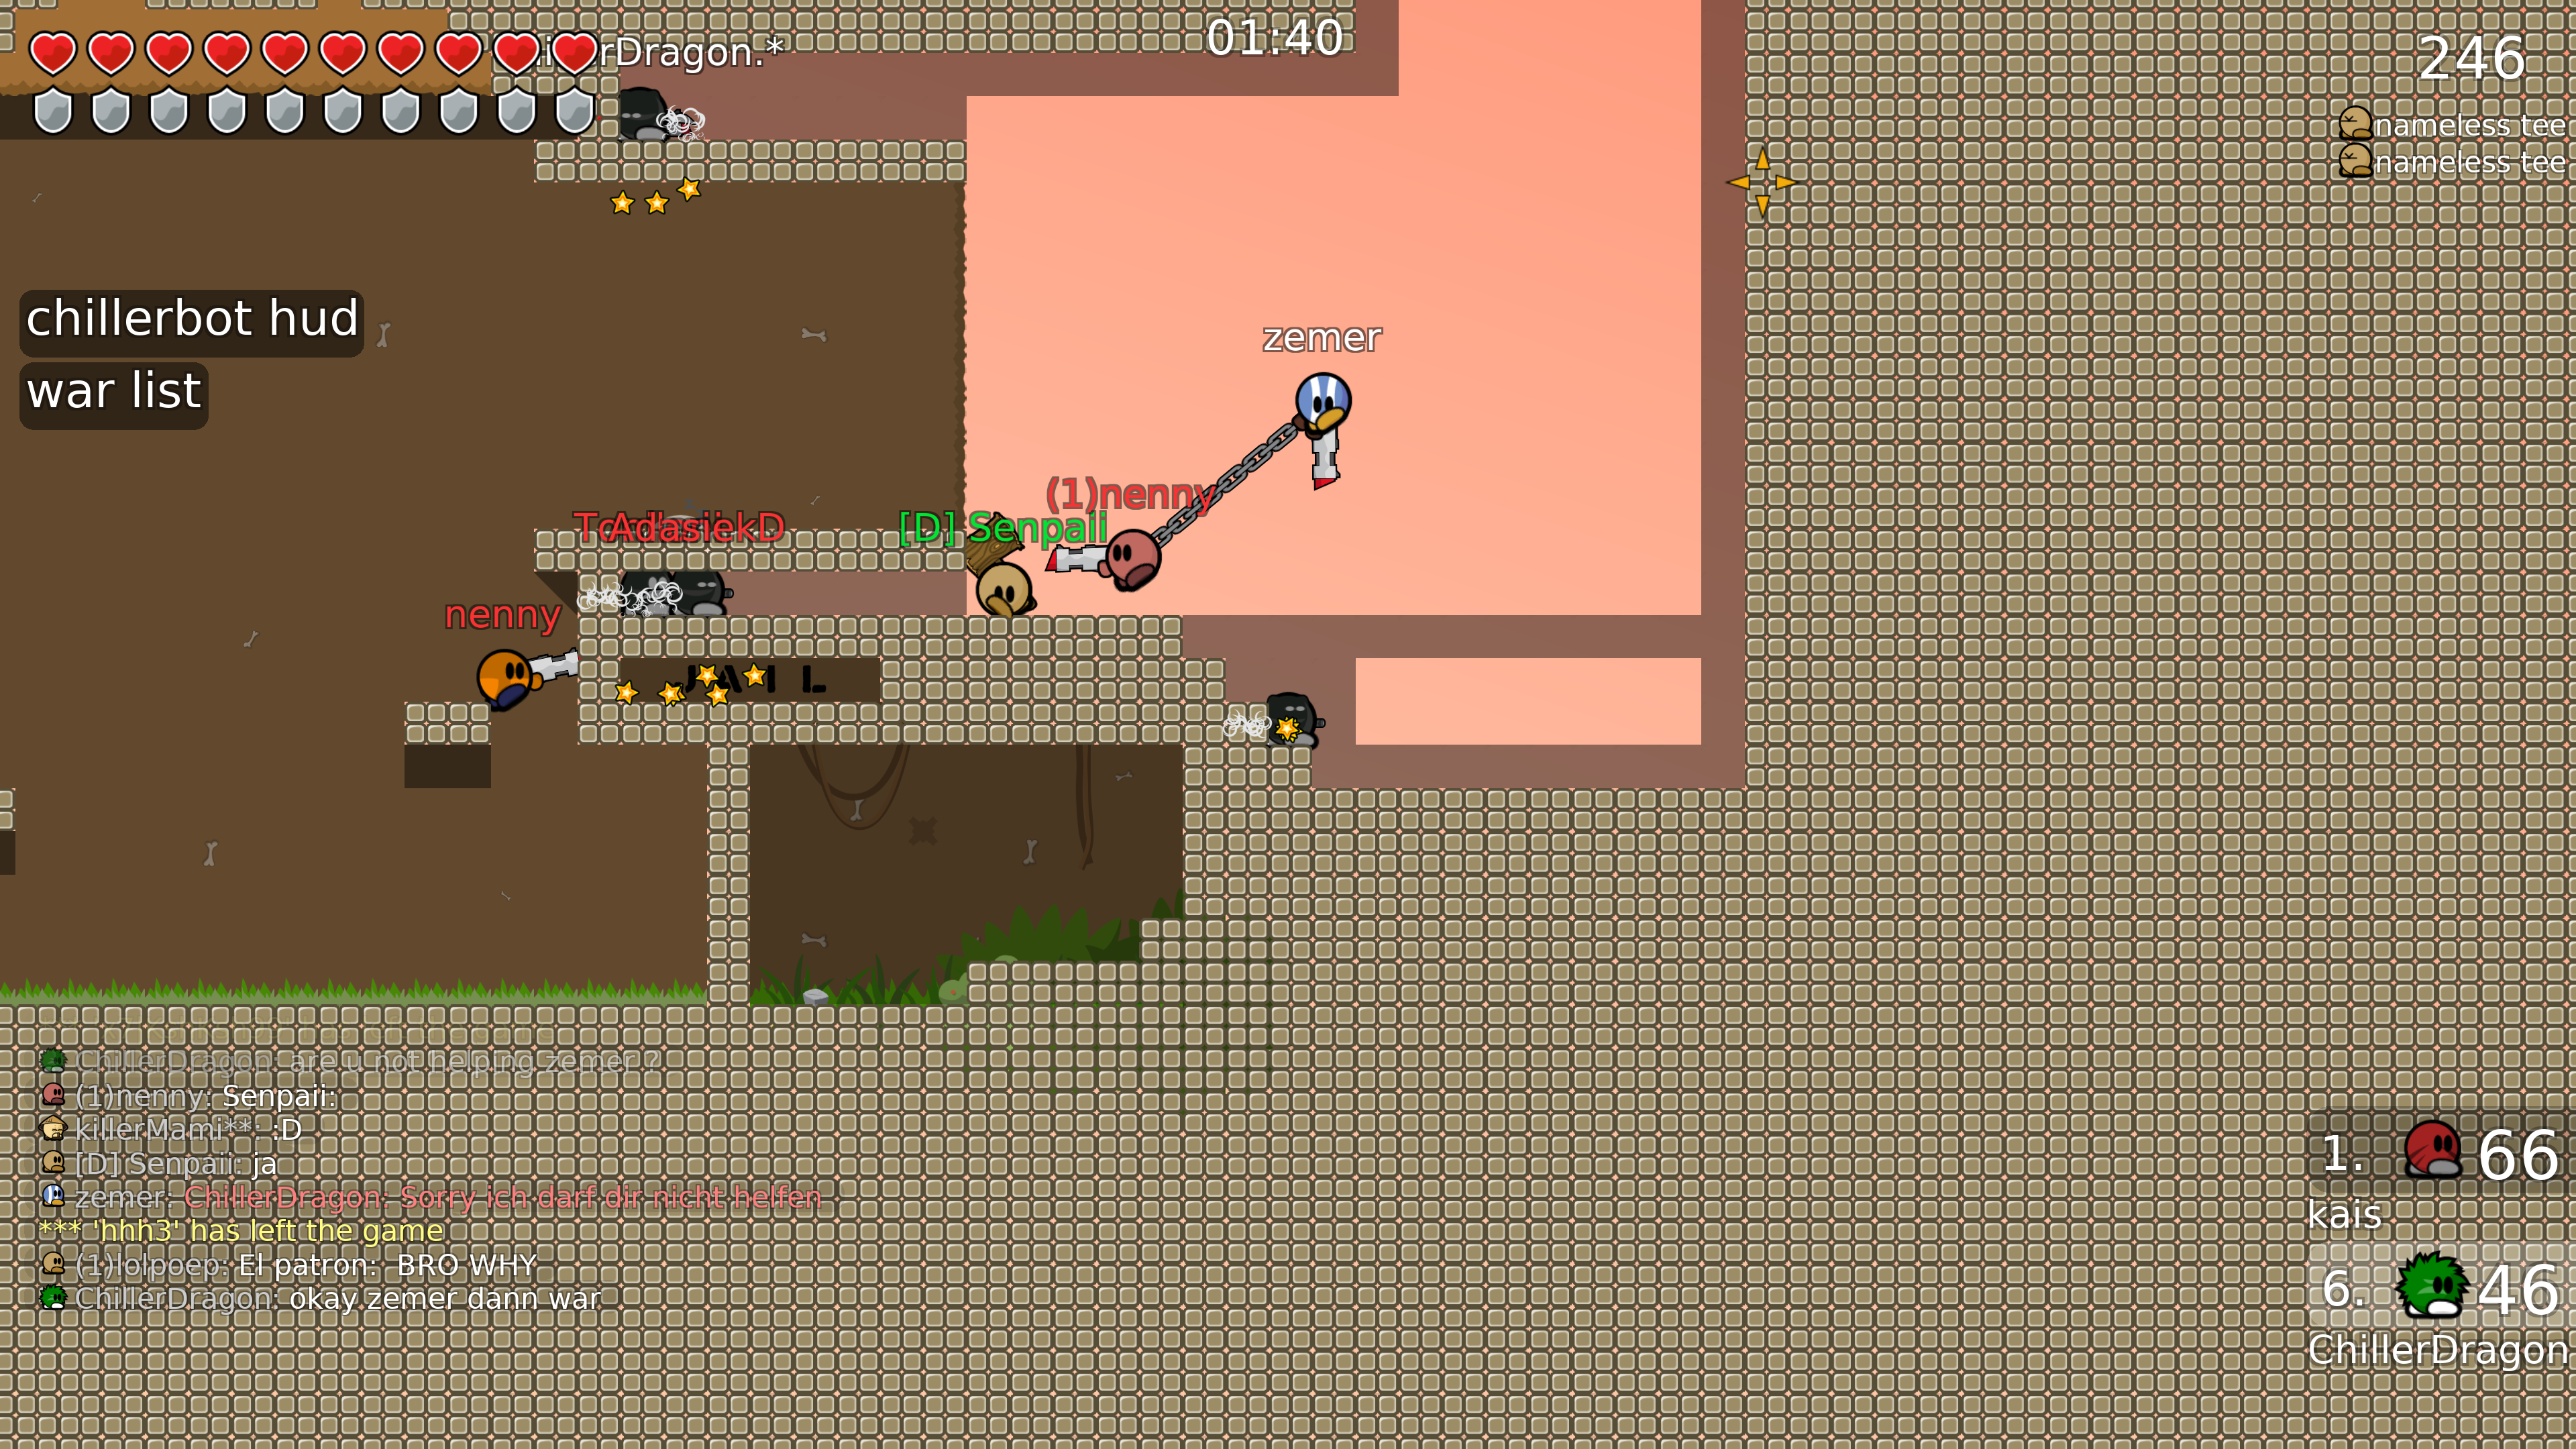 erDragon.*
01:40
246
nameless tee
nameless tee
chillerbot hud
war list
zemer
(1)nenny
AdasiekD
[D] Senpaii
nenny
JAIL
ChillerDragon: are u not helping zemer ?
(1)nenny: Senpaii:
killerMami**: :D
[D] Senpaii: ja
zemer: ChillerDragon: Sorry ich darf dir nicht helfen
*** 'hhh3' has left the game
(1)lolpoep: El patron:  BRO WHY
ChillerDragon: okay zemer dann war
1. 66
kais
6. 46
ChillerDragon